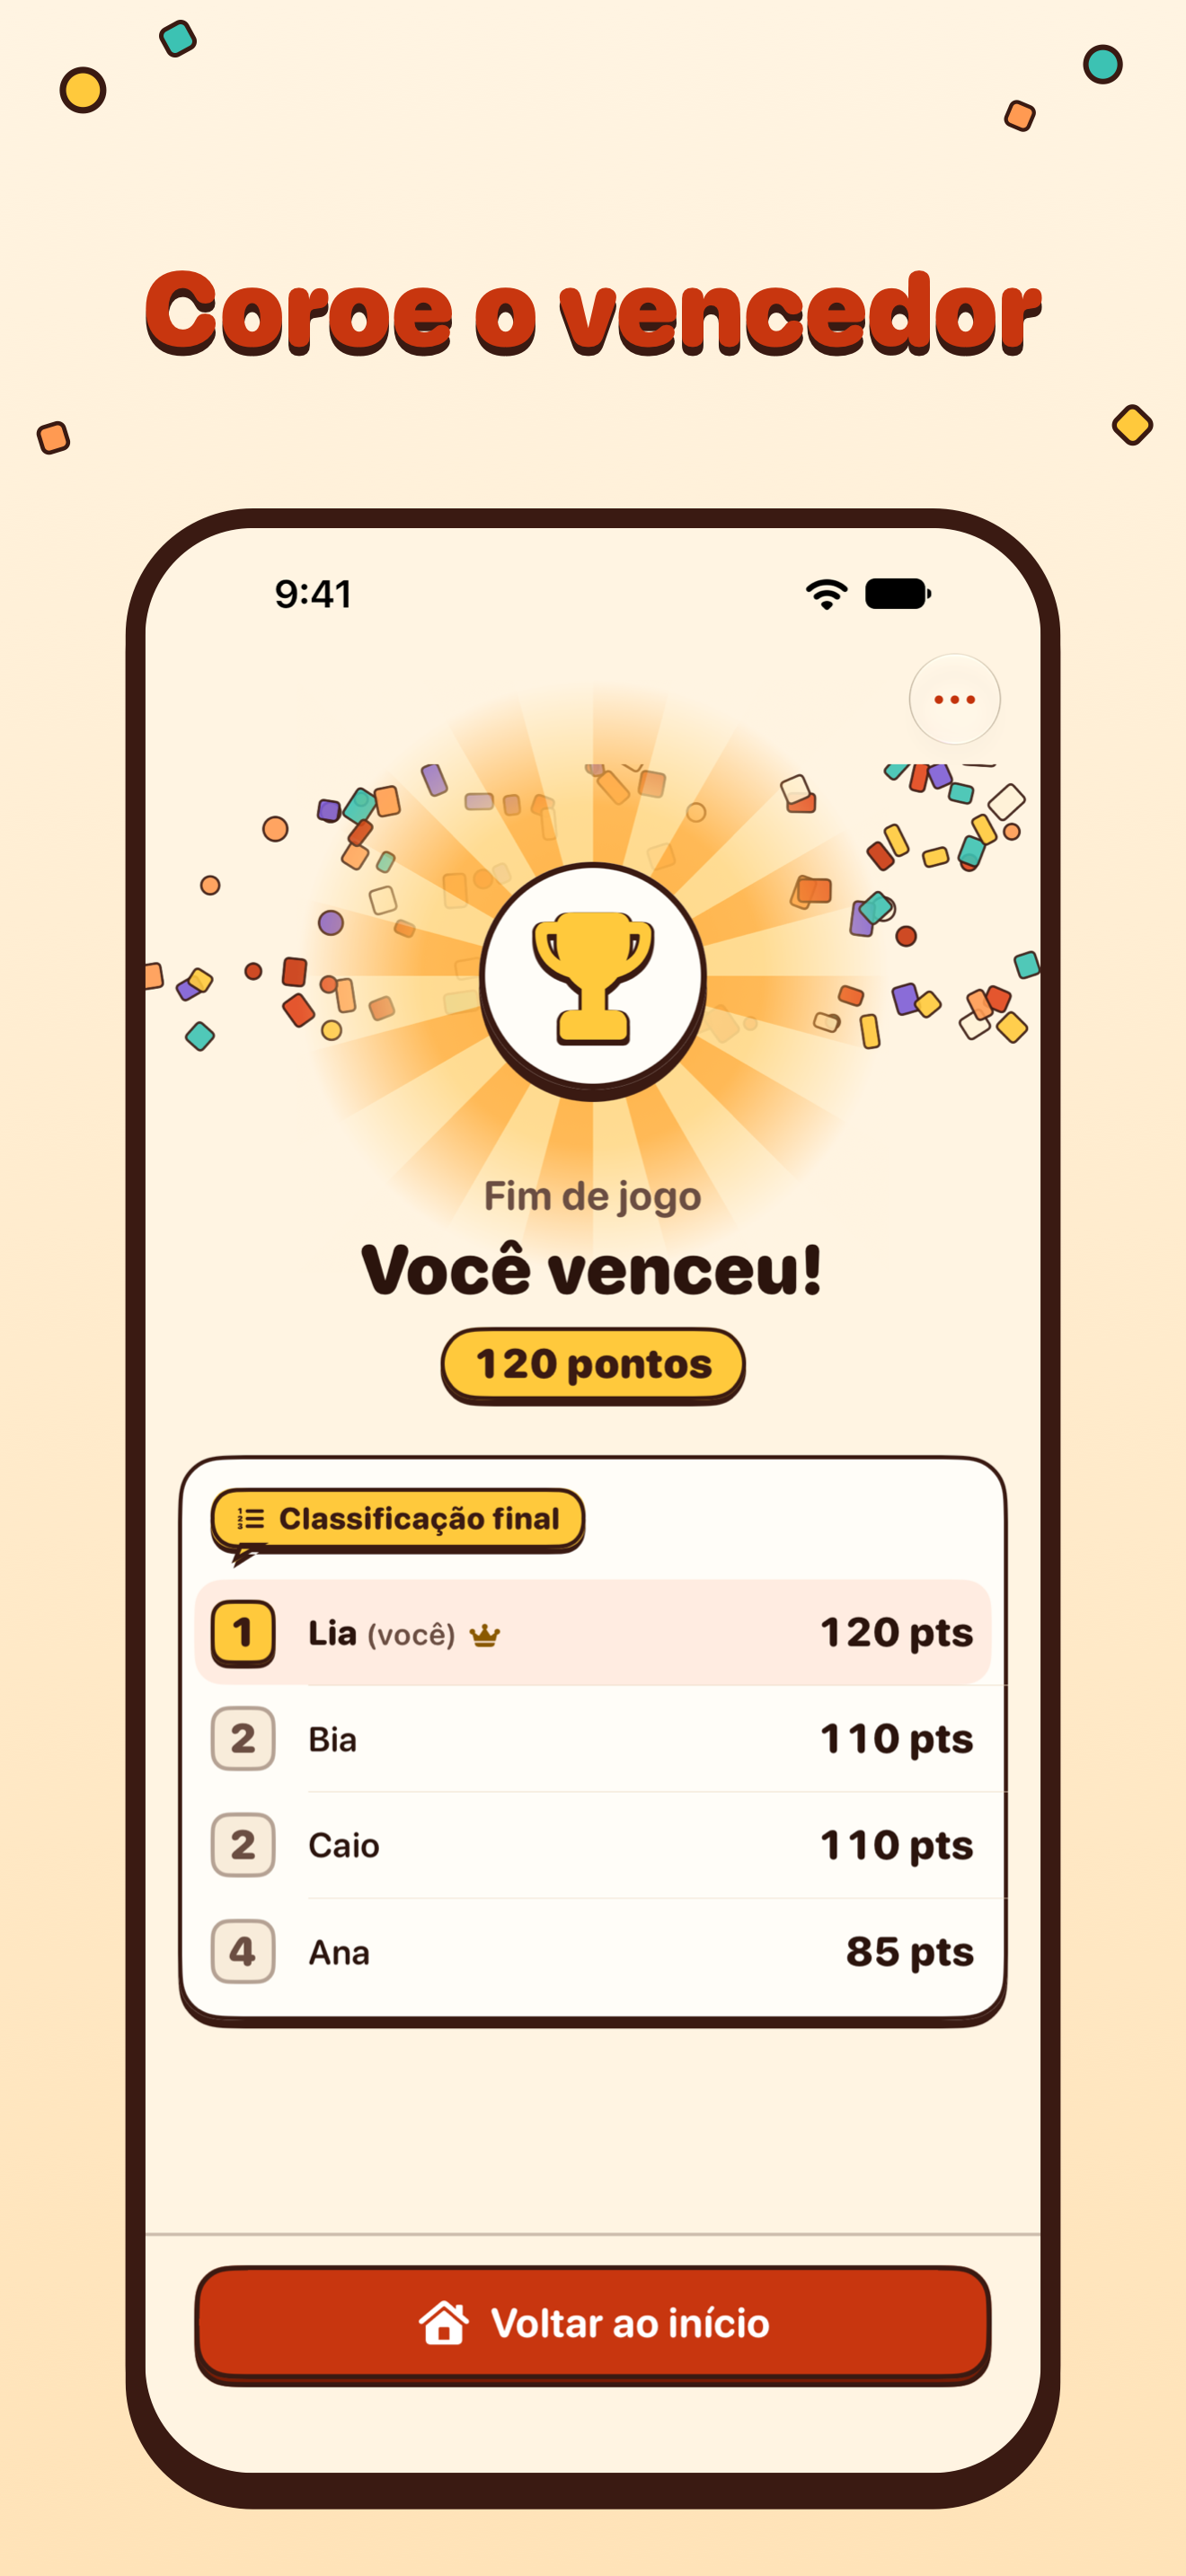 Coroe o vencedor
9:41
Fim de jogo
Você venceu!
120 pontos
Classificação final
1 Lia (você) 120 pts
2 Bia 110 pts
2 Caio 110 pts
4 Ana 85 pts
Voltar ao início